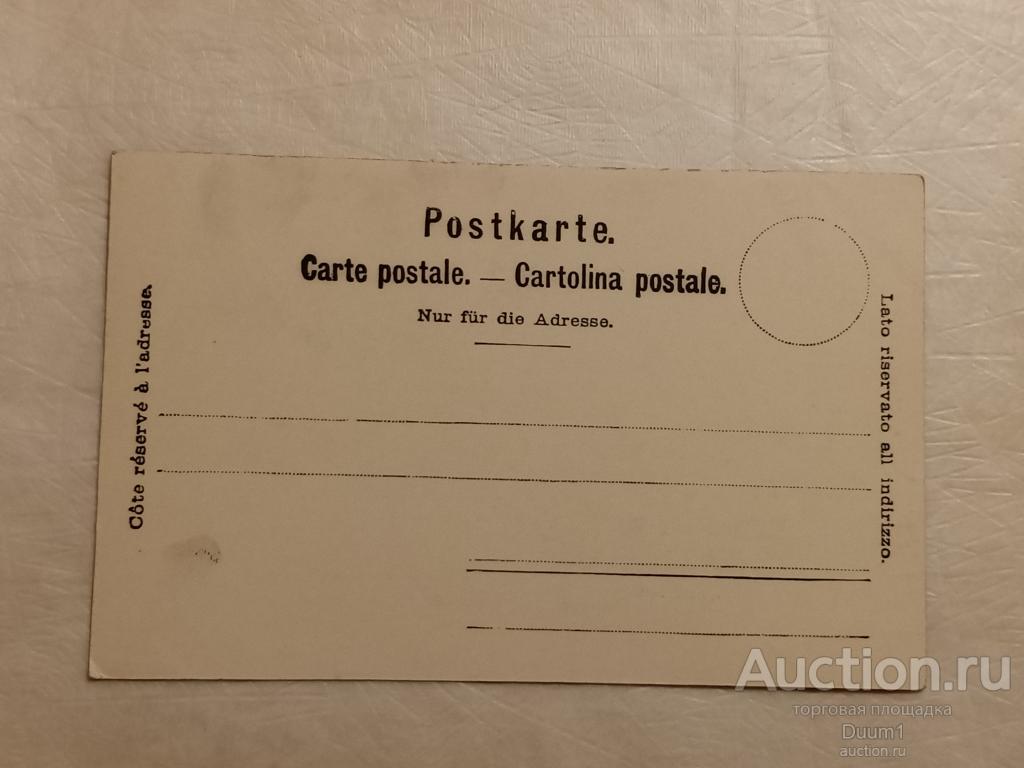 Postkarte.
Carte postale. — Cartolina postale.
Nur für die Adresse.
Côte réservé à l'adresse.
Lato riservato all indirizzo.
Auction.ru
торговая площадка
Duum1
auction.ru